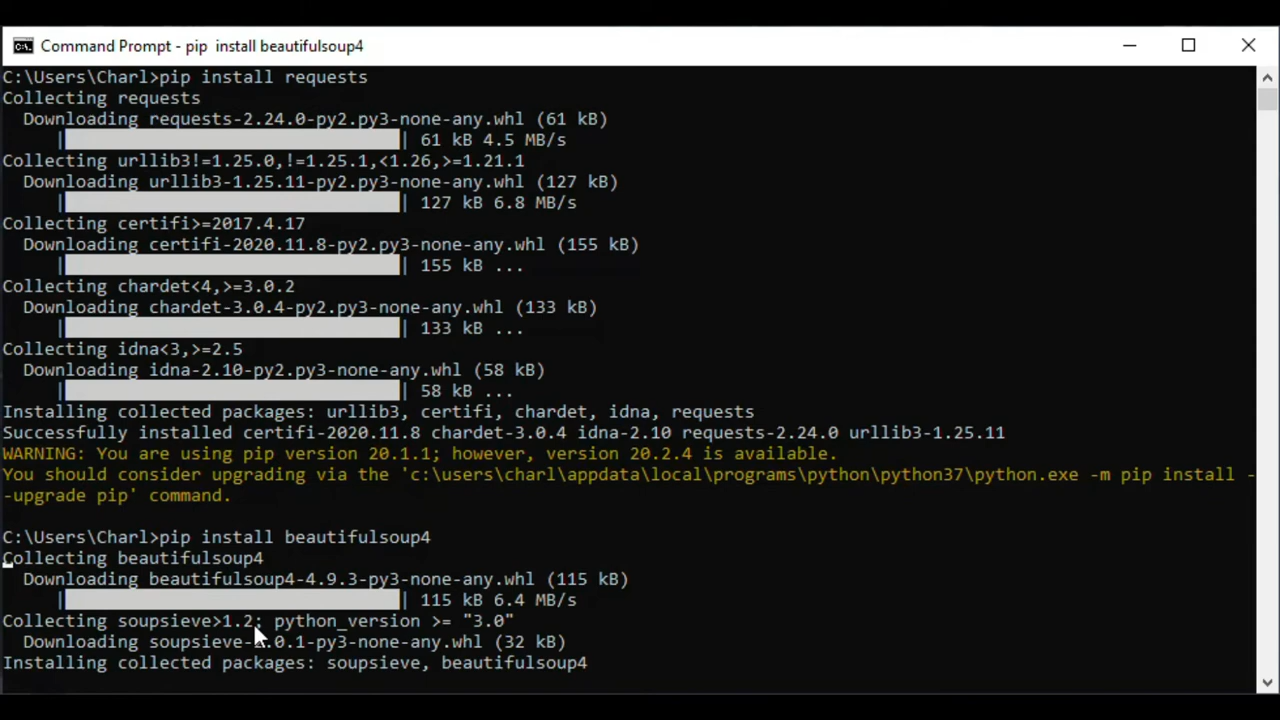 Command Prompt - pip  install beautifulsoup4
C:\Users\Charl>pip install requests
Collecting requests
  Downloading requests-2.24.0-py2.py3-none-any.whl (61 kB)
     |████████████████████████████████| 61 kB 4.5 MB/s
Collecting urllib3!=1.25.0,!=1.25.1,<1.26,>=1.21.1
  Downloading urllib3-1.25.11-py2.py3-none-any.whl (127 kB)
     |████████████████████████████████| 127 kB 6.8 MB/s
Collecting certifi>=2017.4.17
  Downloading certifi-2020.11.8-py2.py3-none-any.whl (155 kB)
     |████████████████████████████████| 155 kB ...
Collecting chardet<4,>=3.0.2
  Downloading chardet-3.0.4-py2.py3-none-any.whl (133 kB)
     |████████████████████████████████| 133 kB ...
Collecting idna<3,>=2.5
  Downloading idna-2.10-py2.py3-none-any.whl (58 kB)
     |████████████████████████████████| 58 kB ...
Installing collected packages: urllib3, certifi, chardet, idna, requests
Successfully installed certifi-2020.11.8 chardet-3.0.4 idna-2.10 requests-2.24.0 urllib3-1.25.11
WARNING: You are using pip version 20.1.1; however, version 20.2.4 is available.
You should consider upgrading via the 'c:\users\charl\appdata\local\programs\python\python37\python.exe -m pip install -
-upgrade pip' command.
C:\Users\Charl>pip install beautifulsoup4
Collecting beautifulsoup4
  Downloading beautifulsoup4-4.9.3-py3-none-any.whl (115 kB)
     |████████████████████████████████| 115 kB 6.4 MB/s
Collecting soupsieve>1.2; python_version >= "3.0"
  Downloading (32 kB)
Installing collected packages: soupsieve, beautifulsoup4